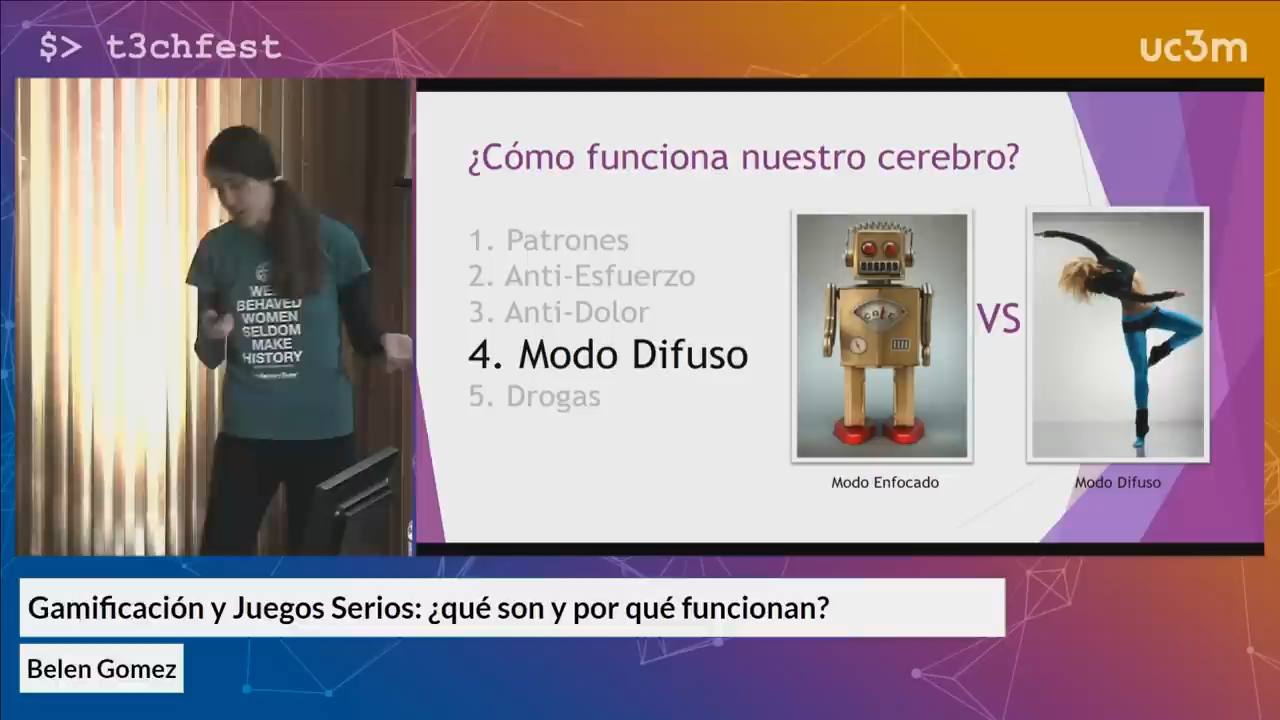 $> t3chfest
uc3m
¿Cómo funciona nuestro cerebro?
1. Patrones
2. Anti-Esfuerzo
3. Anti-Dolor
4. Modo Difuso
5. Drogas
VS
Modo Enfocado
Modo Difuso
BEHAVED
WOMEN
SELDOM
MAKE
HISTORY
Gamificación y Juegos Serios: ¿qué son y por qué funcionan?
Belen Gomez